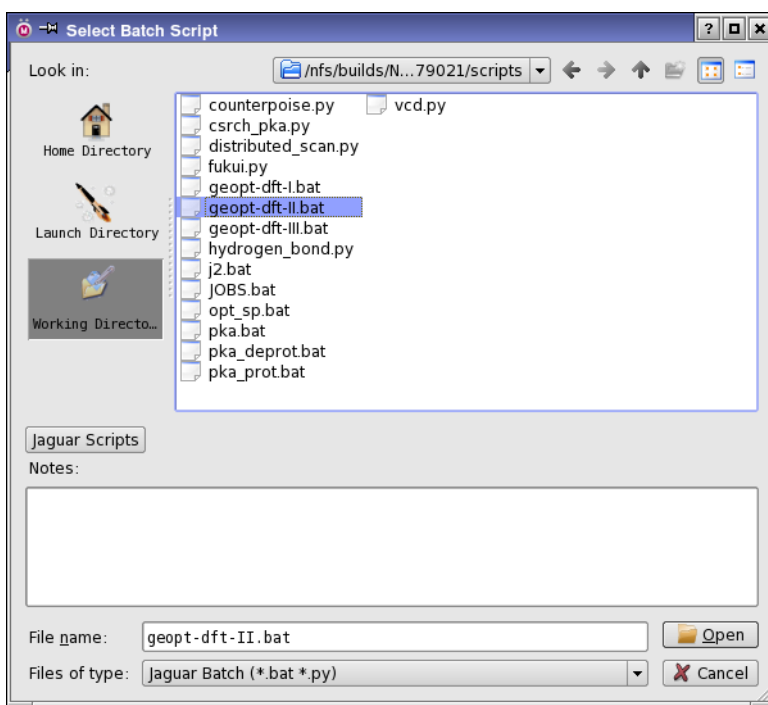 Select Batch Script
Look in:
/nfs/builds/N...79021/scripts
Home Directory
Launch Directory
Working Directo…
counterpoise.py
csrch_pka.py
distributed_scan.py
fukui.py
geopt-dft-I.bat
geopt-dft-II.bat
geopt-dft-III.bat
hydrogen_bond.py
j2.bat
JOBS.bat
opt_sp.bat
pka.bat
pka_deprot.bat
pka_prot.bat
vcd.py
Jaguar Scripts
Notes:
File name: geopt-dft-II.bat
Open
Files of type: Jaguar Batch (*.bat *.py)
Cancel